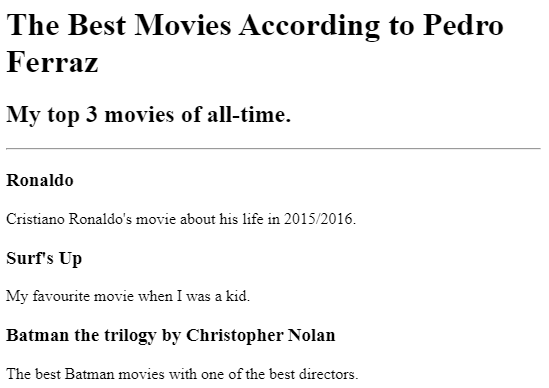 The Best Movies According to Pedro
Ferraz
My top 3 movies of all-time.
Ronaldo
Cristiano Ronaldo's movie about his life in 2015/2016.
Surf's Up
My favourite movie when I was a kid.
Batman the trilogy by Christopher Nolan
The best Batman movies with one of the best directors.